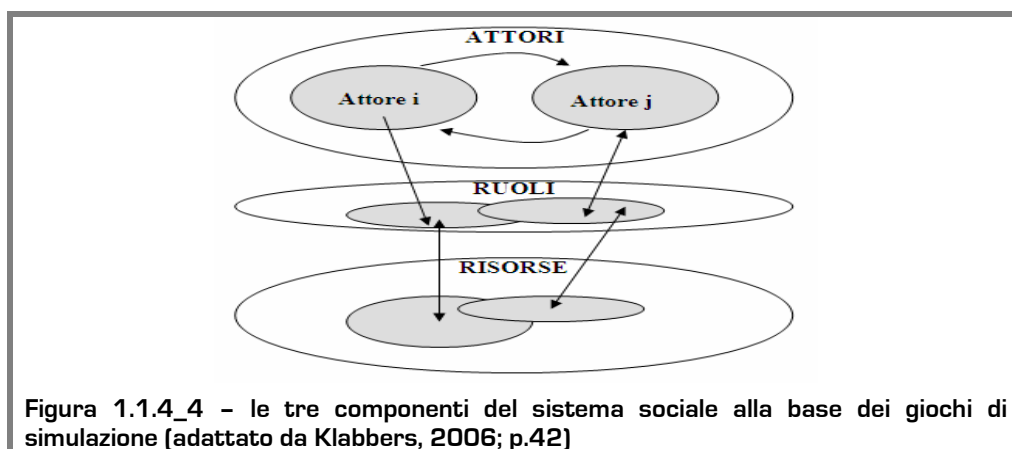 ATTORI
Attore i
Attore j
RUOLI
RISORSE
Figura 1.1.4_4 – le tre componenti del sistema sociale alla base dei giochi di
simulazione (adattato da Klabbers, 2006; p.42)